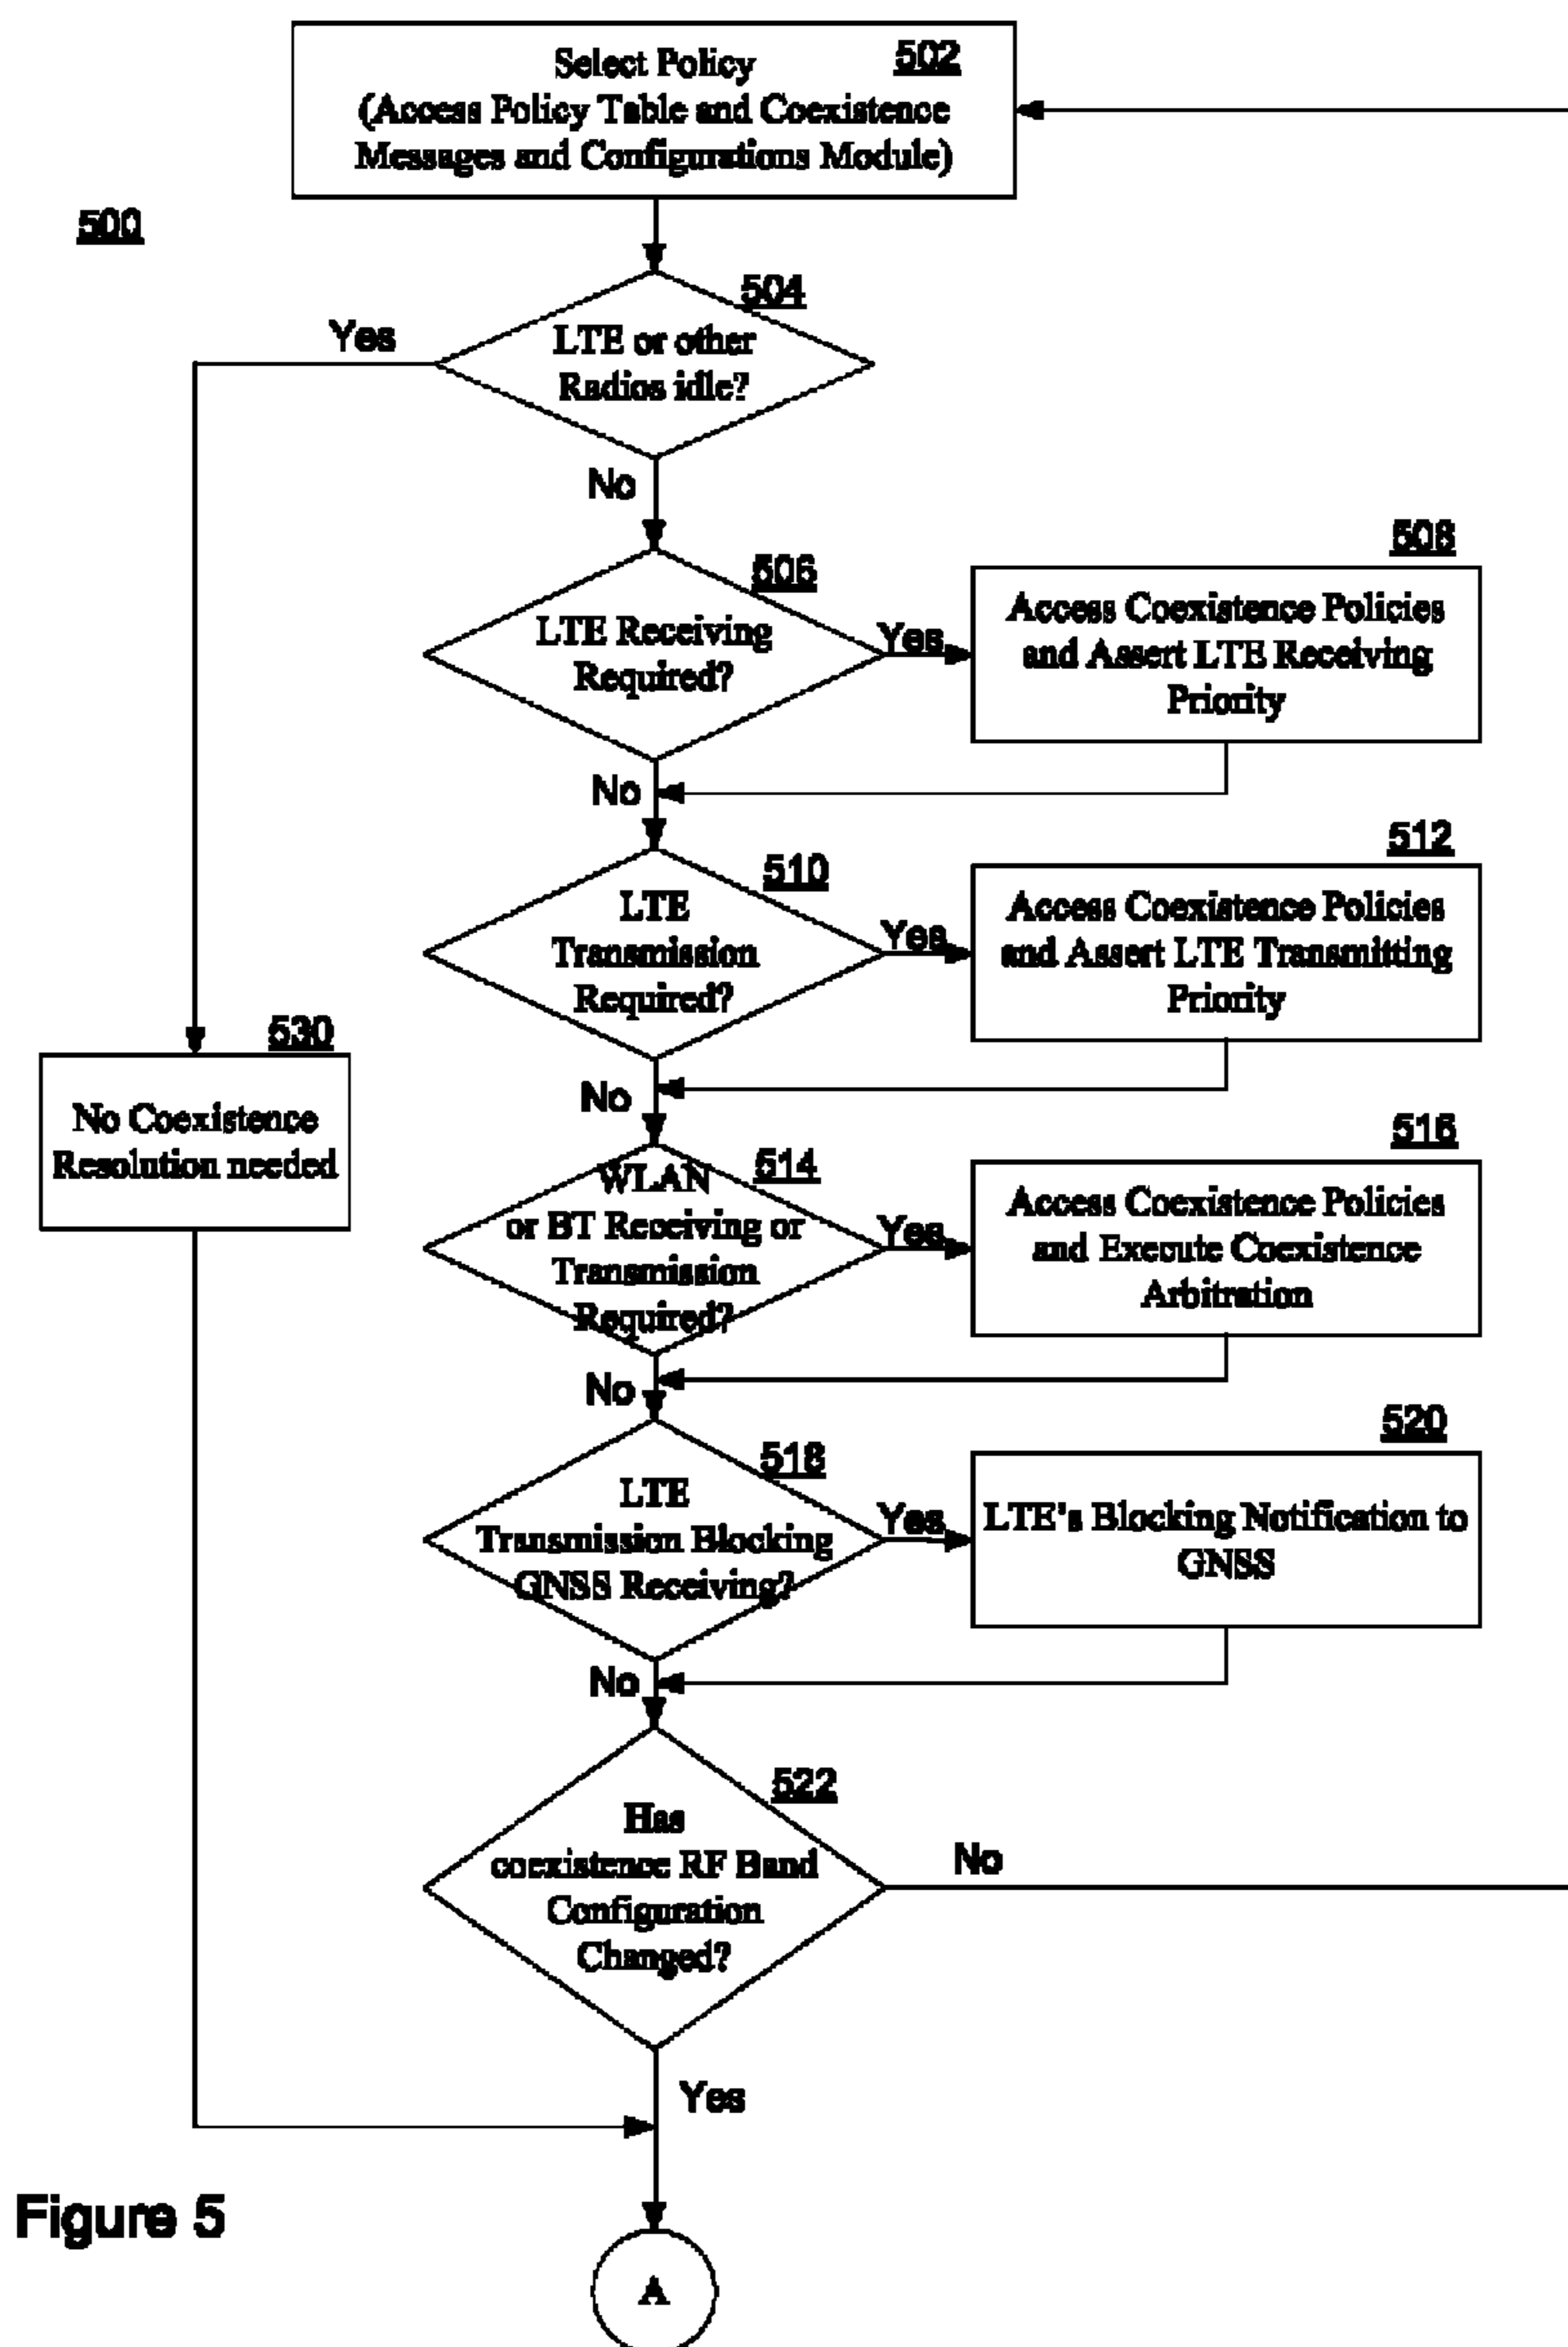 502
Select Policy
(Access Policy Table and Coexistence
Messages and Configurations Module)
500
504
Yes
LTE or other
Radios idle?
No
506
LTE Receiving
Required?
Yes
508
Access Coexistence Policies
and Assert LTE Receiving
Priority
No
510
LTE
Transmission
Required?
Yes
512
Access Coexistence Policies
and Assert LTE Transmitting
Priority
530
No Coexistence
Resolution needed
No
514
WLAN
or BT Receiving or
Transmission
Required?
Yes
516
Access Coexistence Policies
and Execute Coexistence
Arbitration
No
518
LTE
Transmission Blocking
GNSS Receiving?
Yes
520
LTE's Blocking Notification to
GNSS
No
522
Has
coexistence RF Band
Configuration
Changed?
No
Yes
Figure 5
A